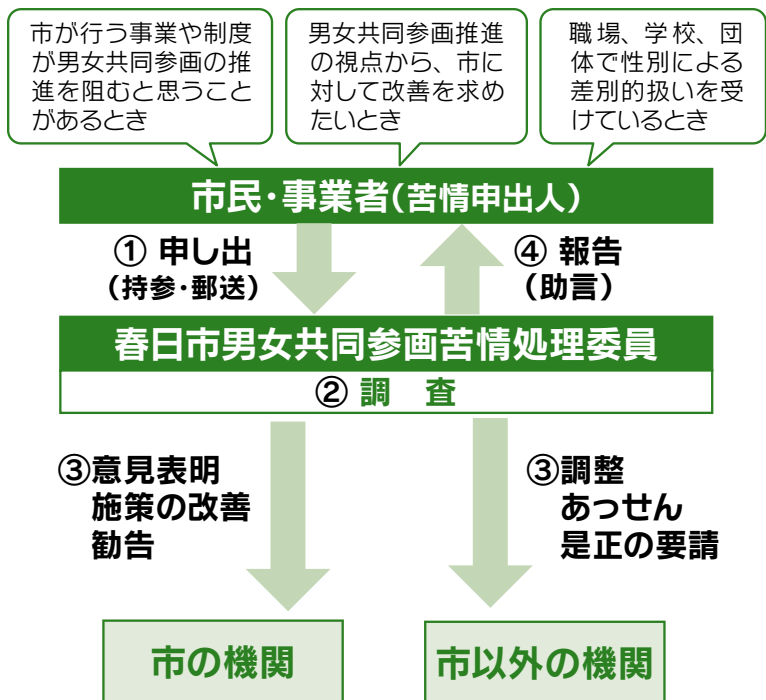 市が行う事業や制度
が男女共同参画の推
進を阻むと思うこと
があるとき
男女共同参画推進
の視点から、市に
対して改善を求め
たいとき
職場、学校、団
体で性別による
差別的扱いを受
けているとき
市民・事業者(苦情申出人)
① 申し出
(持参・郵送)
④ 報告
(助言)
春日市男女共同参画苦情処理委員
② 調　査
③意見表明
施策の改善
勧告
③調整
あっせん
是正の要請
市の機関
市以外の機関